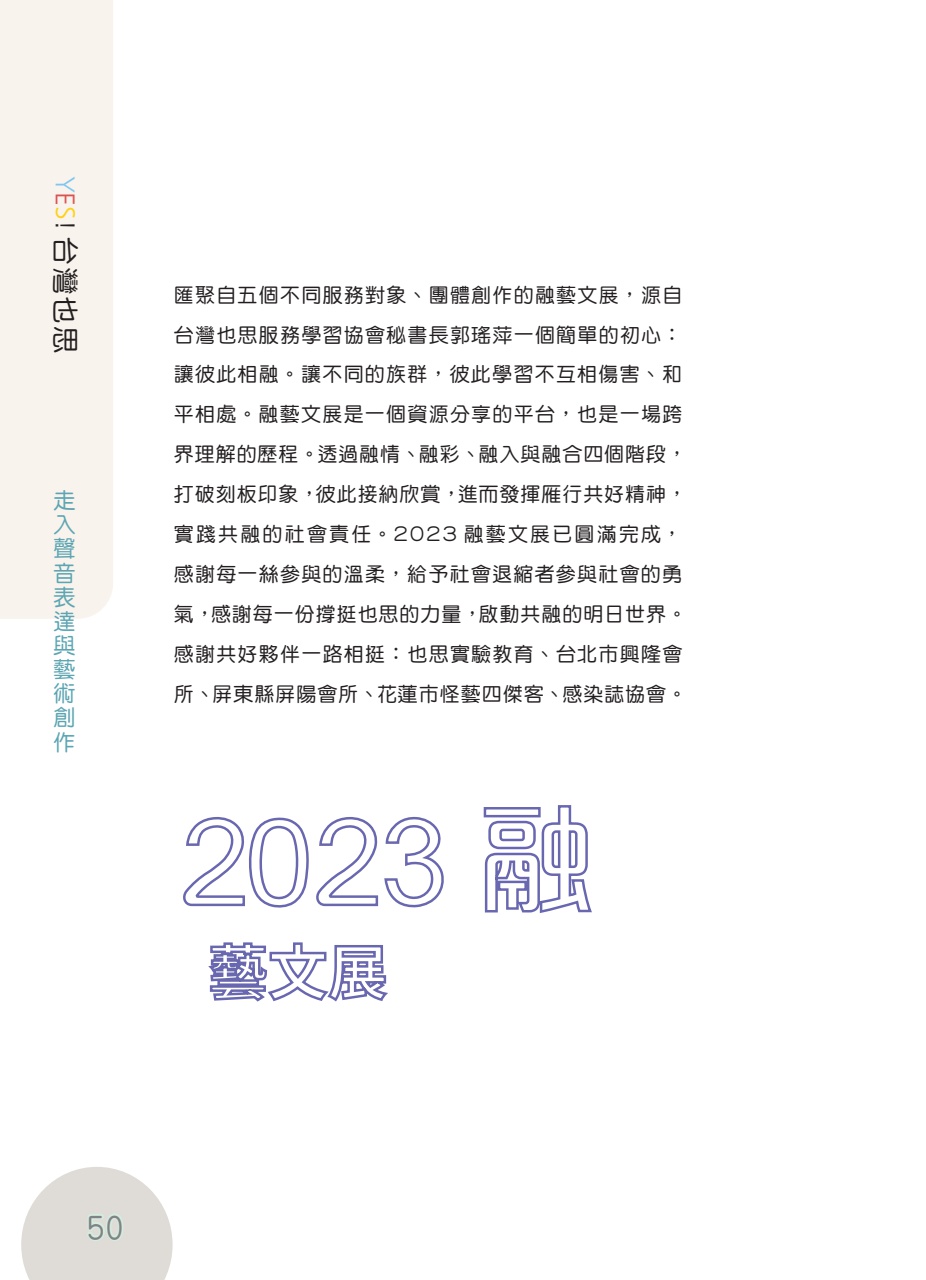 YES! 台灣也思
走入聲音表達與藝術創作
匯聚自五個不同服務對象、團體創作的融藝文展，源自
台灣也思服務學習協會秘書長郭瑤萍一個簡單的初心：
讓彼此相融。讓不同的族群，彼此學習不互相傷害、和
平相處。融藝文展是一個資源分享的平台，也是一場跨
界理解的歷程。透過融情、融彩、融入與融合四個階段，
打破刻板印象，彼此接納欣賞，進而發揮雁行共好精神，
實踐共融的社會責任。2023 融藝文展已圓滿完成，
感謝每一絲參與的溫柔，給予社會退縮者參與社會的勇
氣，感謝每一份撐挺也思的力量，啟動共融的明日世界。
感謝共好夥伴一路相挺：也思實驗教育、台北市興隆會
所、屏東縣屏陽會所、花蓮市怪藝四傑客、感染誌協會。
2023 融
藝文展
50